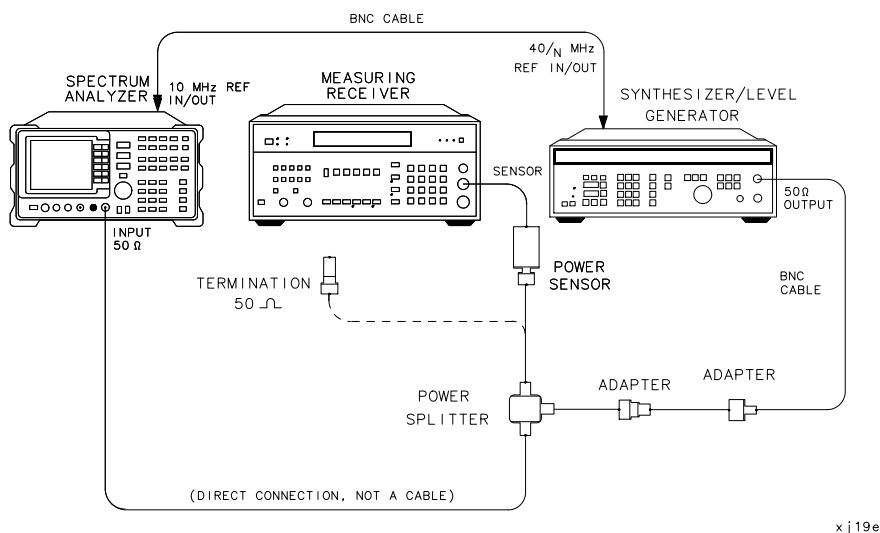 BNC CABLE
40/N MHz
REF IN/OUT
SPECTRUM
ANALYZER
10 MHz REF
IN/OUT
MEASURING
RECEIVER
SYNTHESIZER/LEVEL
GENERATOR
SENSOR
50Ω
OUTPUT
INPUT
50 Ω
POWER
SENSOR
BNC
CABLE
TERMINATION
50 Ω
POWER
SPLITTER
ADAPTER
ADAPTER
(DIRECT CONNECTION, NOT A CABLE)
xj19e